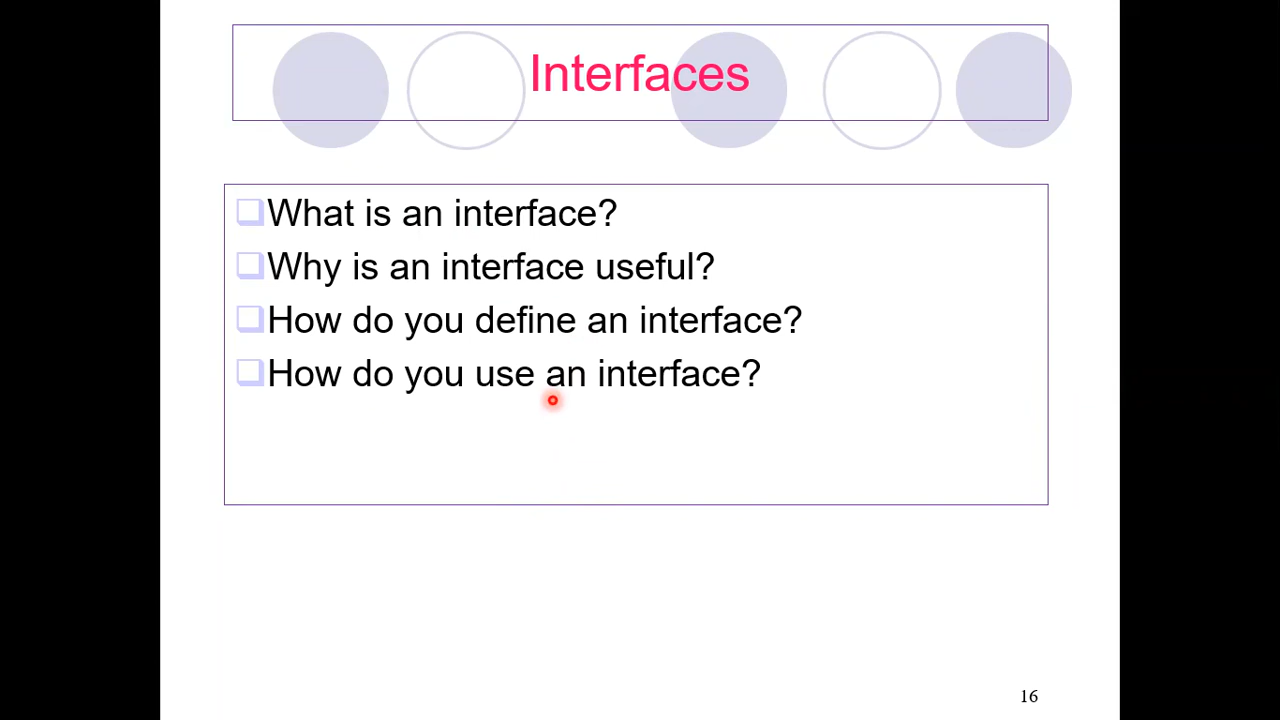 Interfaces
What is an interface?
Why is an interface useful?
How do you define an interface?
How do you use an interface?
16